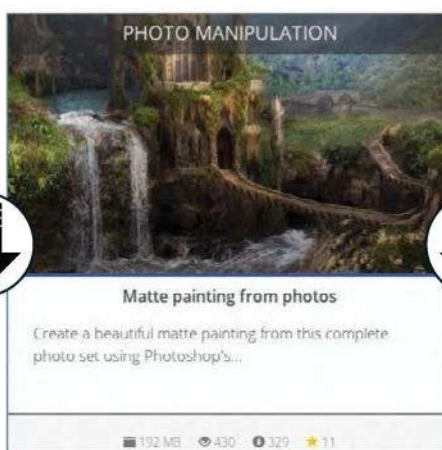 PHOTO MANIPULATION
Matte painting from photos
Create a beautiful matte painting from this complete
photo set using Photoshop's...
192 MB 430 329 11